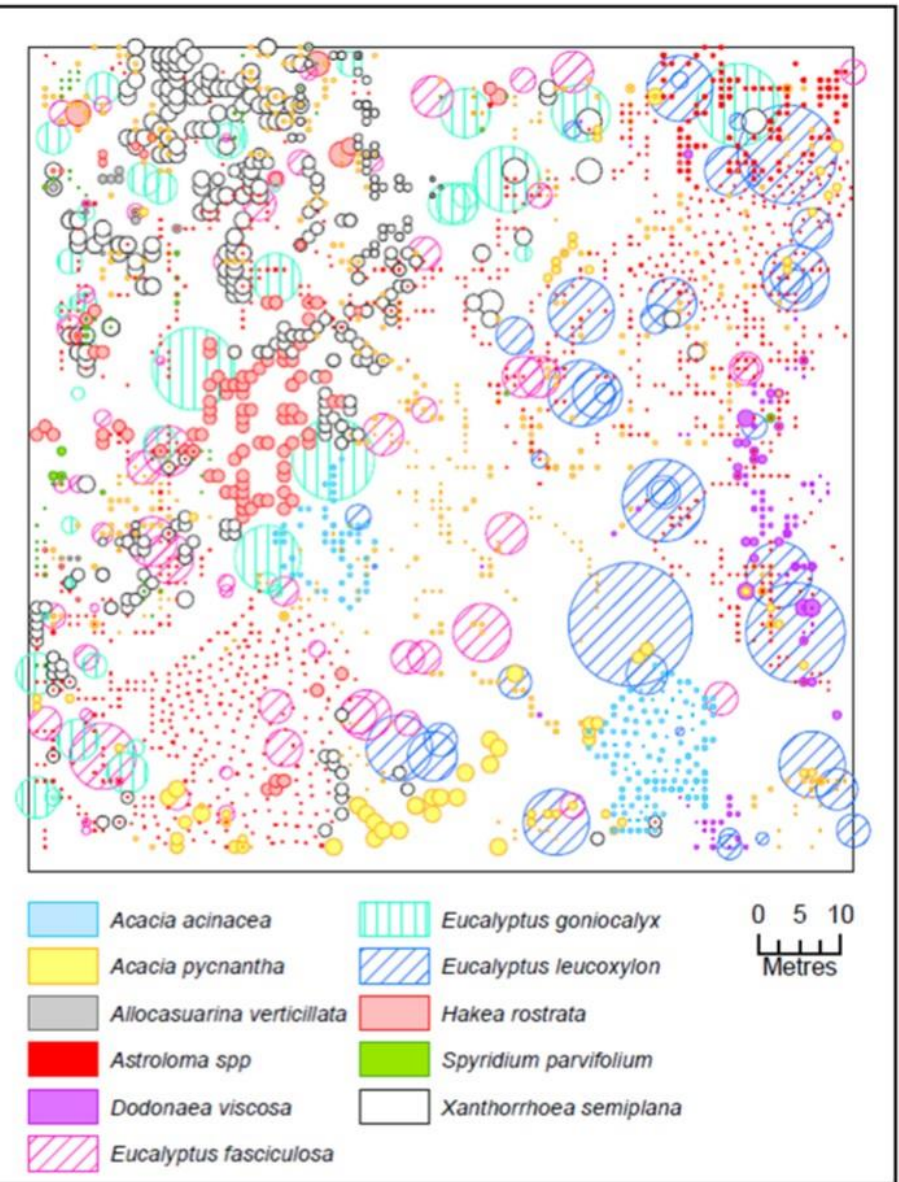 Acacia acinacea
Acacia pycnantha
Allocasuarina verticillata
Astroloma spp
Dodonaea viscosa
Eucalyptus fasciculosa
Eucalyptus goniocalyx
Eucalyptus leucoxylon
Hakea rostrata
Spyridium parvifolium
Xanthorrhoea semiplana
0 5 10
Metres